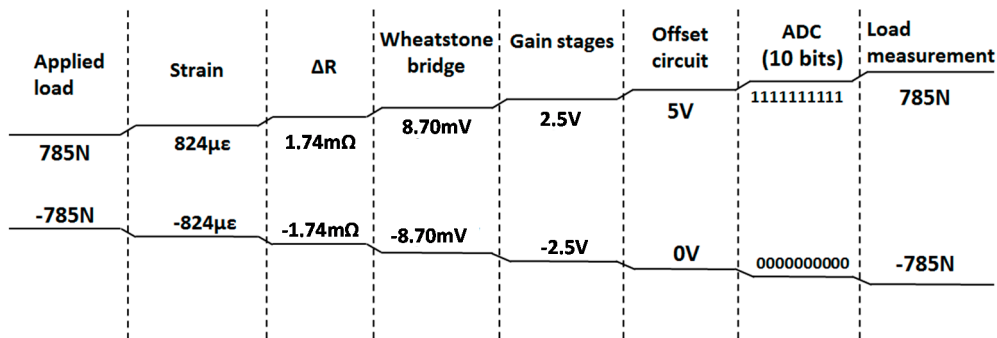 Applied
load
Strain
ΔR
Wheatstone
bridge
Gain stages
Offset
circuit
ADC
(10 bits)
Load
measurement
785N
824µε
1.74mΩ
8.70mV
2.5V
5V
1111111111
785N
-785N
-824µε
-1.74mΩ
-8.70mV
-2.5V
0V
0000000000
-785N